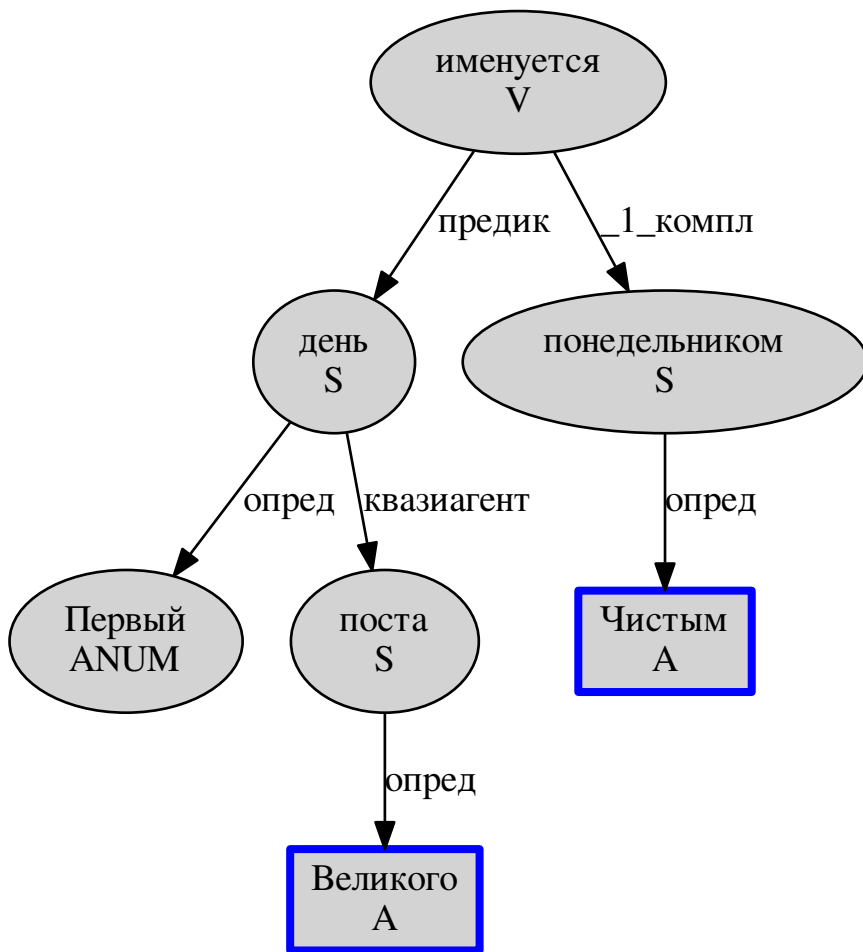 именуется
V
предик
_1_компл
день
S
понедельником
S
опред
квазиагент
опред
Первый
ANUM
поста
S
Чистым
A
опред
Великого
A